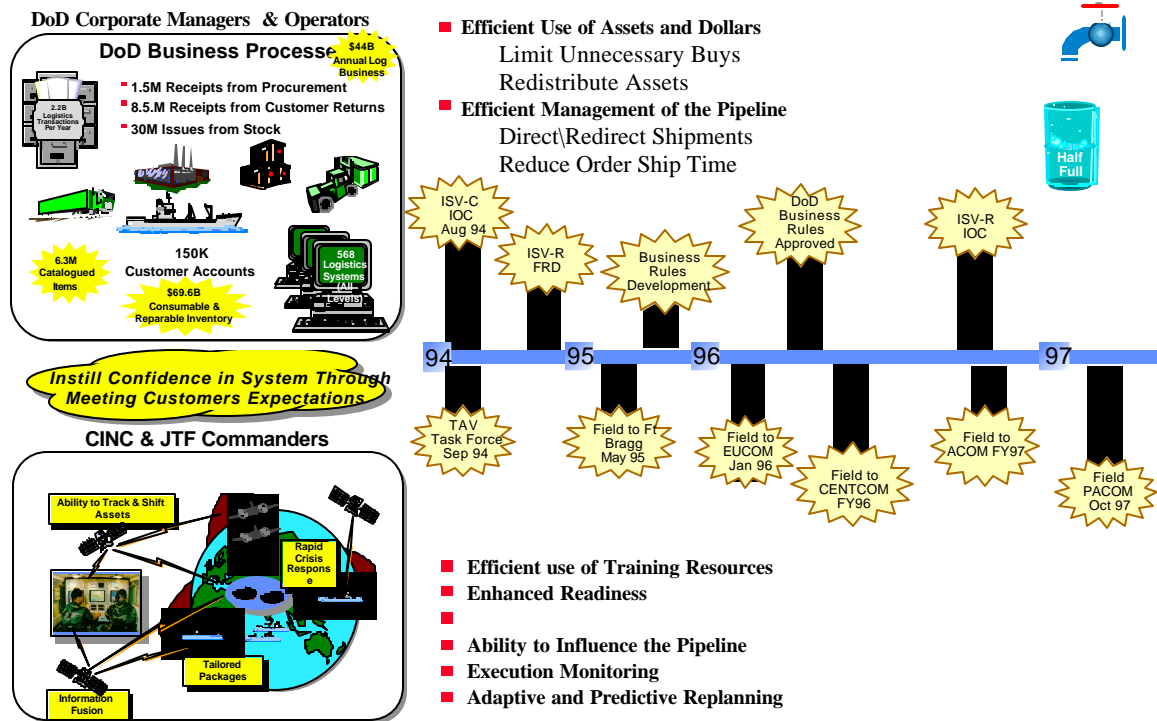 DoD Corporate Managers & Operators
DoD Business Processe
$44B
Annual Log
Business
1.5M Receipts from Procurement
8.5.M Receipts from Customer Returns
30M Issues from Stock
2.2B
Logistics
Transactions
Per Year
6.3M
Catalogued
Items
150K
Customer Accounts
$69.6B
Consumable &
Reparable Inventory
568
Logistics
Systems
(All
Levels)
Instill Confidence in System Through
Meeting Customers Expectations
CINC & JTF Commanders
Ability to Track & Shift
Assets
Rapid
Crisis
Respons
e
Tailored
Packages
Information
Fusion
Efficient Use of Assets and Dollars
Limit Unnecessary Buys
Redistribute Assets
Efficient Management of the Pipeline
Direct\Redirect Shipments
Reduce Order Ship Time
Half
Full
ISV-C
IOC
Aug 94
ISV-R
FRD
Business
Rules
Development
DoD
Business
Rules
Approved
ISV-R
IOC
94
95
96
97
TAV
Task Force
Sep 94
Field to Ft
Bragg
May 95
Field to
EUCOM
Jan 96
Field to
CENTCOM
FY96
Field to
ACOM FY97
Field
PACOM
Oct 97
Efficient use of Training Resources
Enhanced Readiness
Ability to Influence the Pipeline
Execution Monitoring
Adaptive and Predictive Replanning